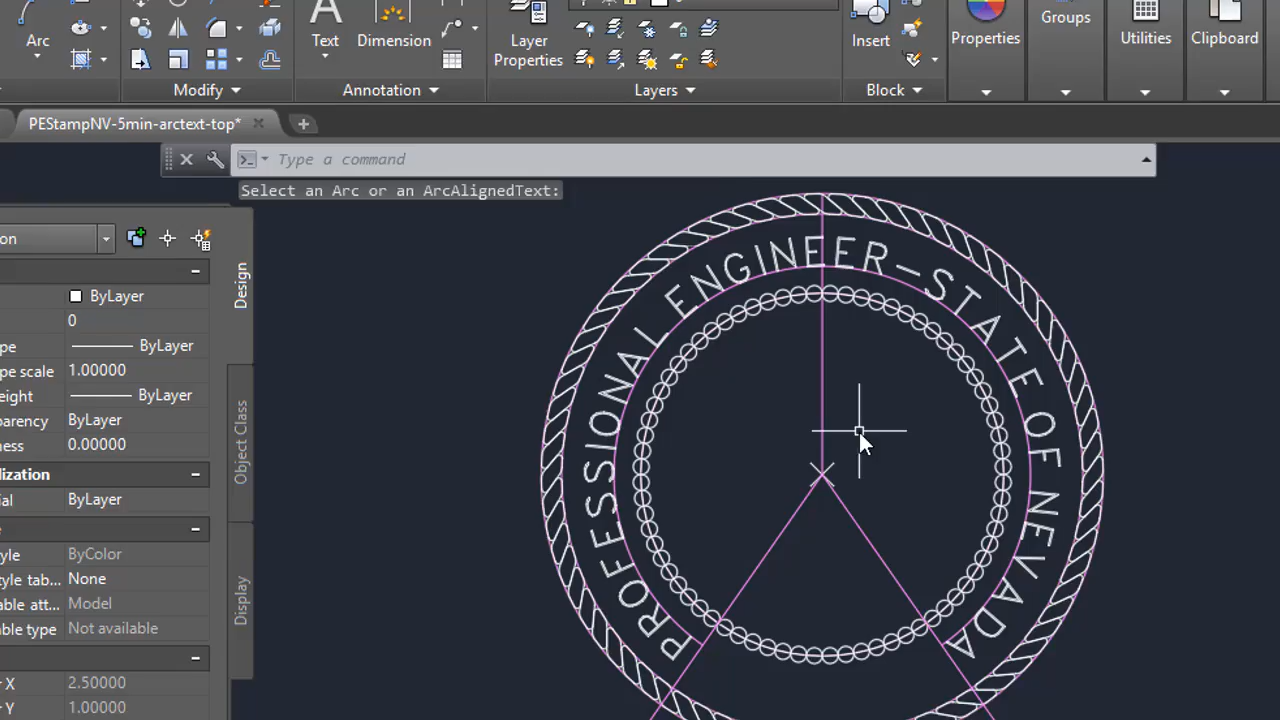 Arc
Text
Dimension
Layer
Properties
Insert
Properties
Groups
Utilities
Clipboard
Modify
Annotation
Layers
Block
PEStampNV-5min-arctext-top*
Type a command
Select an Arc or an ArcAlignedText:
on
Design
ByLayer
0
pe ByLayer
pe scale 1.00000
eight ByLayer
parency ByLayer
ness 0.00000
Object Class
lization
ial ByLayer
e
tyle ByColor
tyle tab... None
able att... Model
able type Not available
Display
r X 2.50000
r Y 1.00000
PROFESSIONAL ENGINEER-STATE OF NEVADA